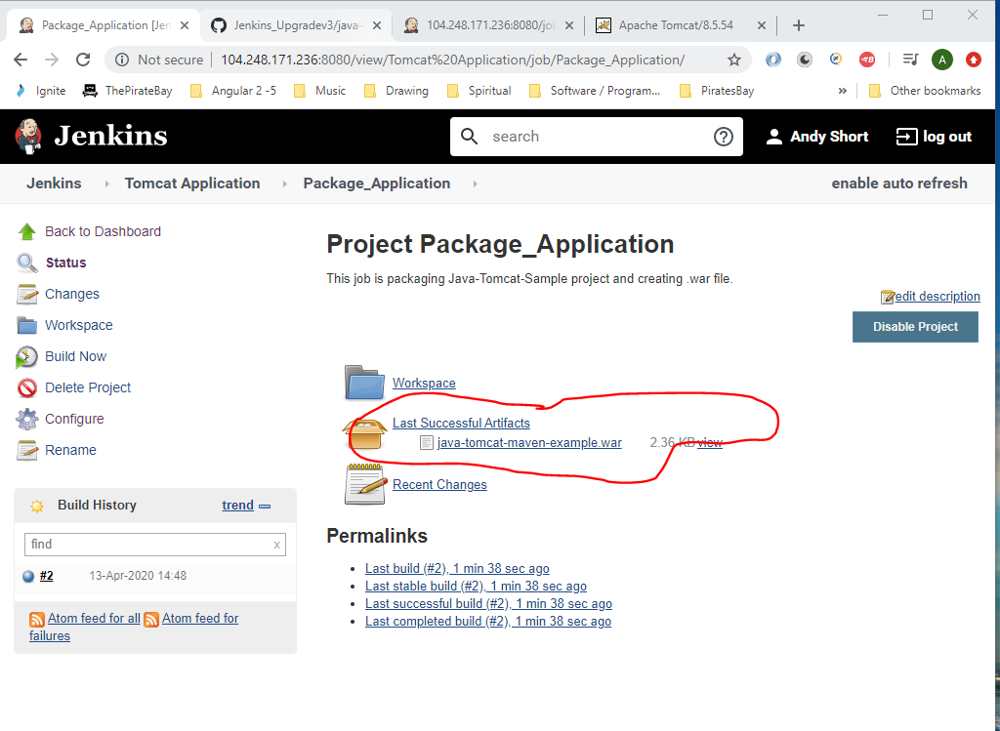 Package_Application [Jen
Jenkins_Upgradev3/java-
104.248.171.236:8080/job
Apache Tomcat/8.5.54
Not secure
104.248.171.236:8080/view/Tomcat%20Application/job/Package_Application/
A
Ignite
ThePirateBay
Angular 2 -5
Music
Drawing
Spiritual
Software / Program...
PiratesBay
»
Other bookmarks
Jenkins
search
Andy Short
log out
Jenkins
Tomcat Application
Package_Application
enable auto refresh
Back to Dashboard
Status
Changes
Workspace
Build Now
Delete Project
Configure
Rename
Build History
trend
find
x
#2
13-Apr-2020 14:48
Atom feed for all
Atom feed for
failures
Project Package_Application
This job is packaging Java-Tomcat-Sample project and creating .war file.
edit description
Disable Project
Workspace
Last Successful Artifacts
java-tomcat-maven-example.war
2.36 KB view
Recent Changes
Permalinks
Last build (#2), 1 min 38 sec ago
Last stable build (#2), 1 min 38 sec ago
Last successful build (#2), 1 min 38 sec ago
Last completed build (#2), 1 min 38 sec ago